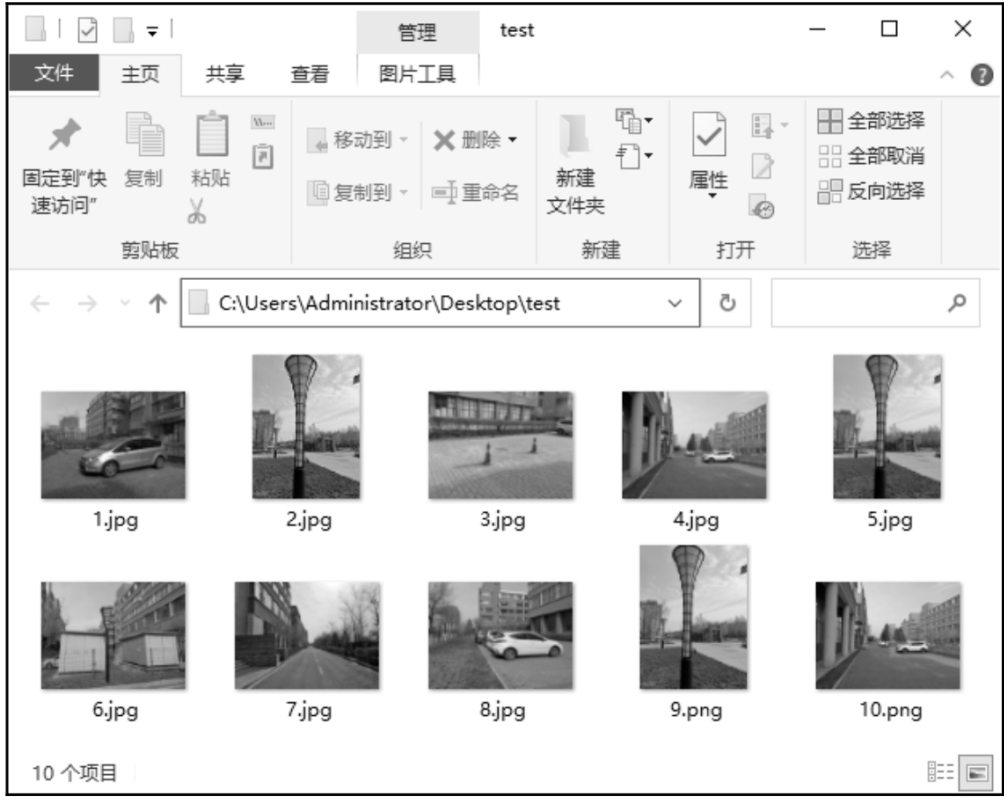 管理
test
文件
主页
共享
查看
图片工具
固定到“快
速访问”
复制
粘贴
剪贴板
移动到
复制到
删除
重命名
组织
新建
文件夹
新建
属性
打开
全部选择
全部取消
反向选择
选择
C:\Users\Administrator\Desktop\test
1.jpg
2.jpg
3.jpg
4.jpg
5.jpg
6.jpg
7.jpg
8.jpg
9.png
10.png
10 个项目